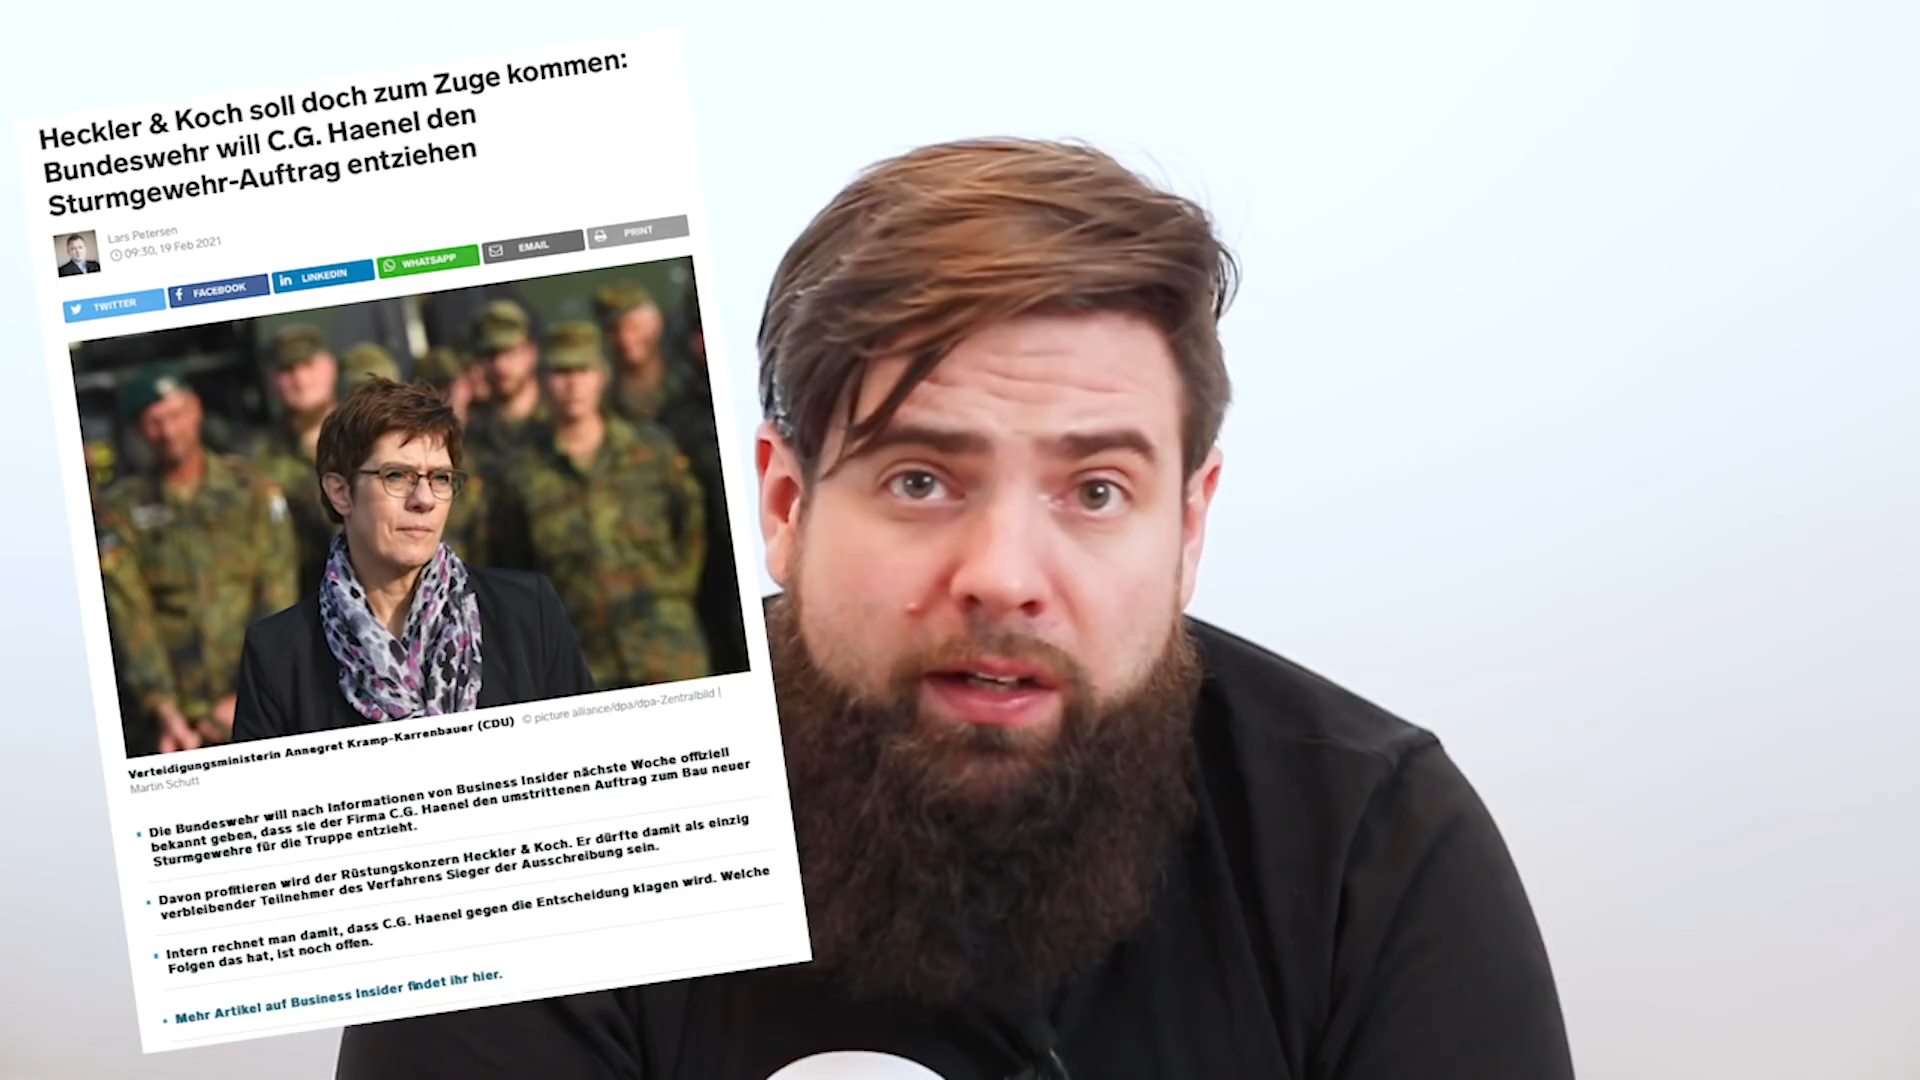 Heckler & Koch soll doch zum Zuge kommen:
Bundeswehr will C.G. Haenel den
Sturmgewehr-Auftrag entziehen
Lars Petersen
09:30, 19 Feb 2021
TWITTER
FACEBOOK
LINKEDIN
WHATSAPP
EMAIL
PRINT
Verteidigungsministerin Annegret Kramp-Karrenbauer (CDU) © picture alliance/dpa/dpa-Zentralbild |
Martin Schutt
Die Bundeswehr will nach Informationen von Business Insider nächste Woche offiziell
bekannt geben, dass sie der Firma C.G. Haenel den umstrittenen Auftrag zum Bau neuer
Sturmgewehre für die Truppe entzieht.
Davon profitieren wird der Rüstungskonzern Heckler & Koch. Er dürfte damit als einzig
verbleibender Teilnehmer des Verfahrens Sieger der Ausschreibung sein.
Intern rechnet man damit, dass C.G. Haenel gegen die Entscheidung klagen wird. Welche
Folgen das hat, ist noch offen.
Mehr Artikel auf Business Insider findet ihr hier.